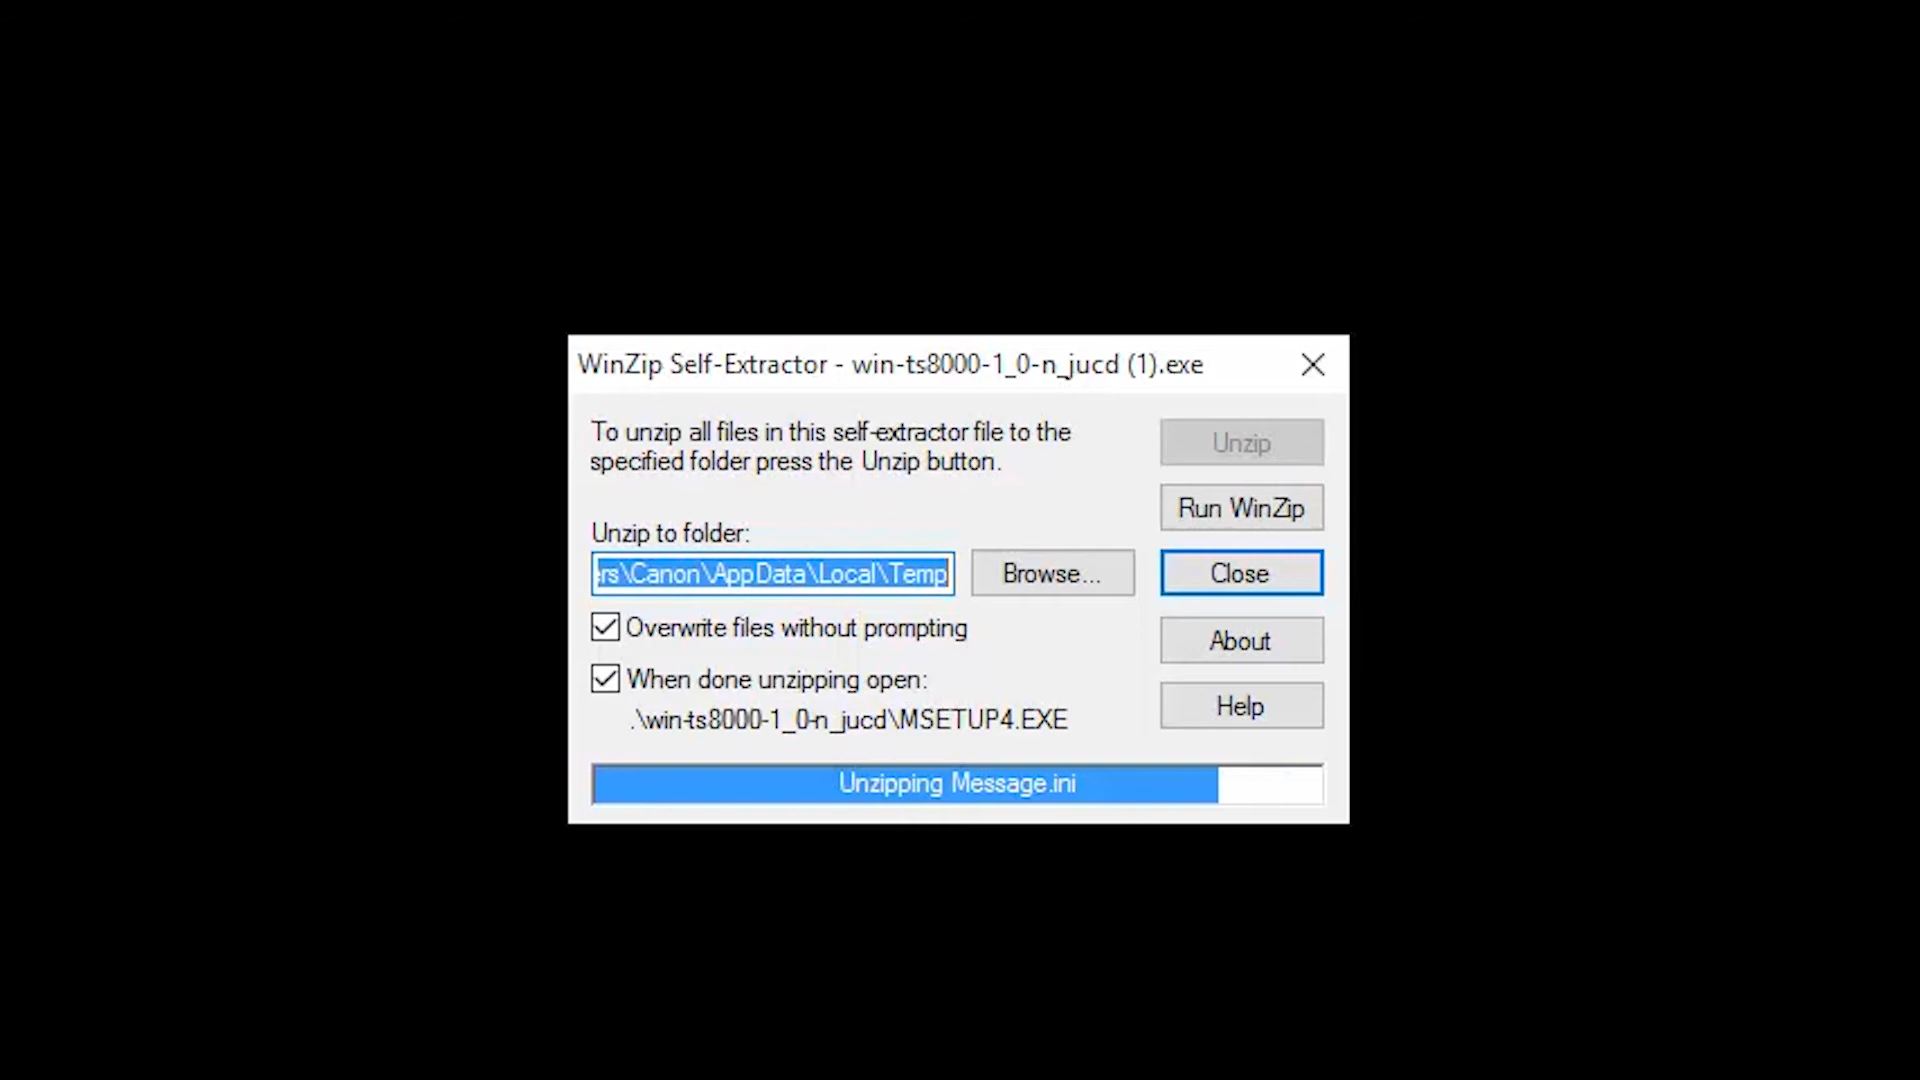 WinZip Self-Extractor - win-ts8000-1_0-n_jucd (1).exe
To unzip all files in this self-extractor file to the
specified folder press the Unzip button.
Unzip to folder:
ers\Canon\AppData\Local\Temp
Browse...
Overwrite files without prompting
When done unzipping open:
.\win-ts8000-1_0-n_jucd\MSETUP4.EXE
Unzip
Run WinZip
Close
About
Help
Unzipping Message.ini